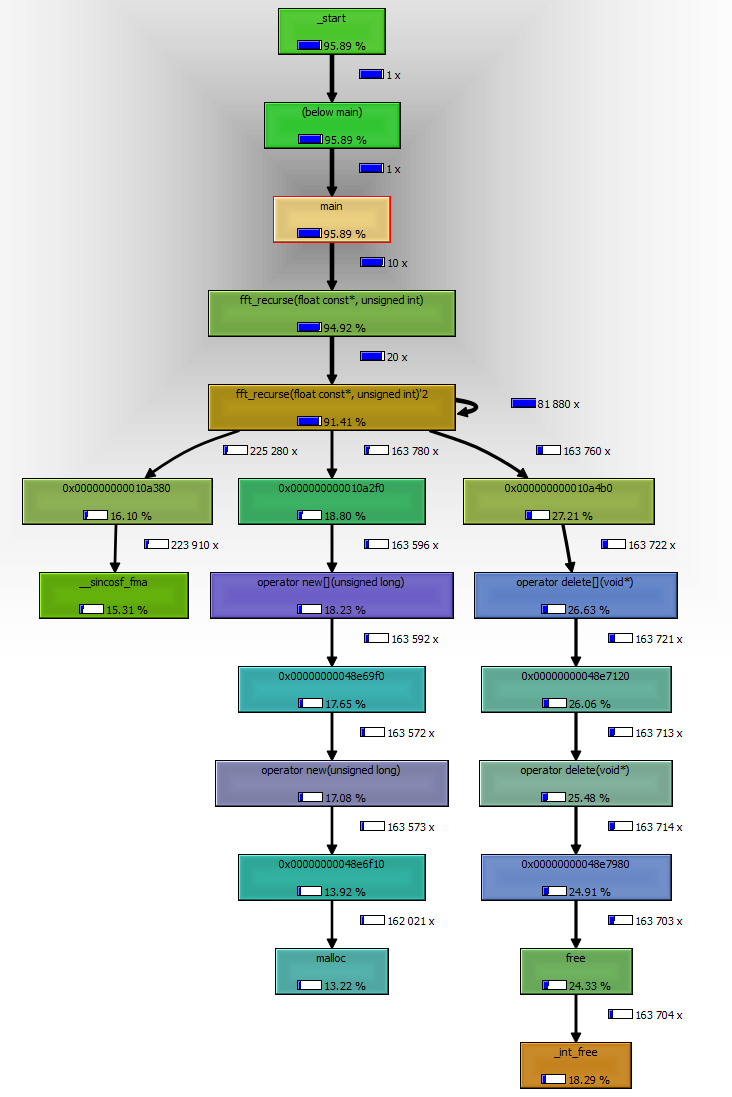 _start
95.89 %
1 x
(below main)
95.89 %
1 x
main
95.89 %
10 x
fft_recurse(float const*, unsigned int)
94.92 %
20 x
fft_recurse(float const*, unsigned int)'2
91.41 %
81 880 x
225 280 x
163 780 x
163 760 x
0x000000000010a380
16.10 %
0x000000000010a2f0
18.80 %
0x000000000010a4b0
27.21 %
223 910 x
163 596 x
163 722 x
__sincosf_fma
15.31 %
operator new[](unsigned long)
18.23 %
operator delete[](void*)
26.63 %
163 592 x
163 721 x
0x00000000048e69f0
17.65 %
0x00000000048e7120
26.06 %
163 572 x
163 713 x
operator new(unsigned long)
17.08 %
operator delete(void*)
25.48 %
163 573 x
163 714 x
0x00000000048e6f10
13.92 %
0x00000000048e7980
24.91 %
162 021 x
163 703 x
malloc
13.22 %
free
24.33 %
163 704 x
_int_free
18.29 %